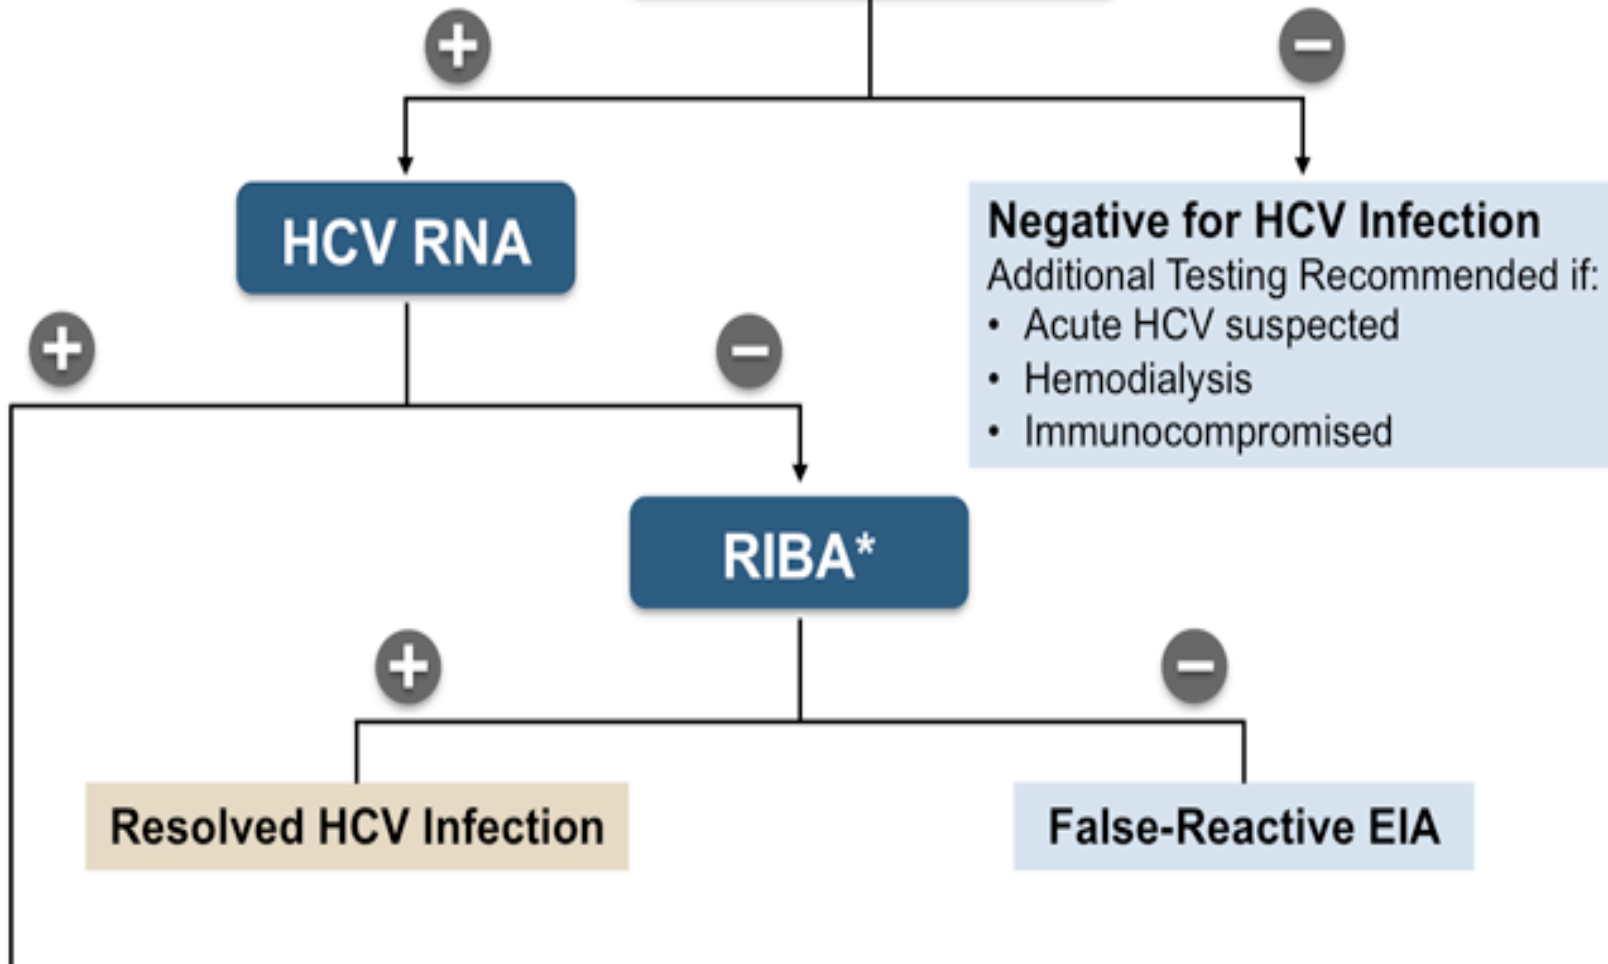 HCV RNA
Negative for HCV Infection
Additional Testing Recommended if:
• Acute HCV suspected
• Hemodialysis
• Immunocompromised
RIBA*
Resolved HCV Infection
False-Reactive EIA